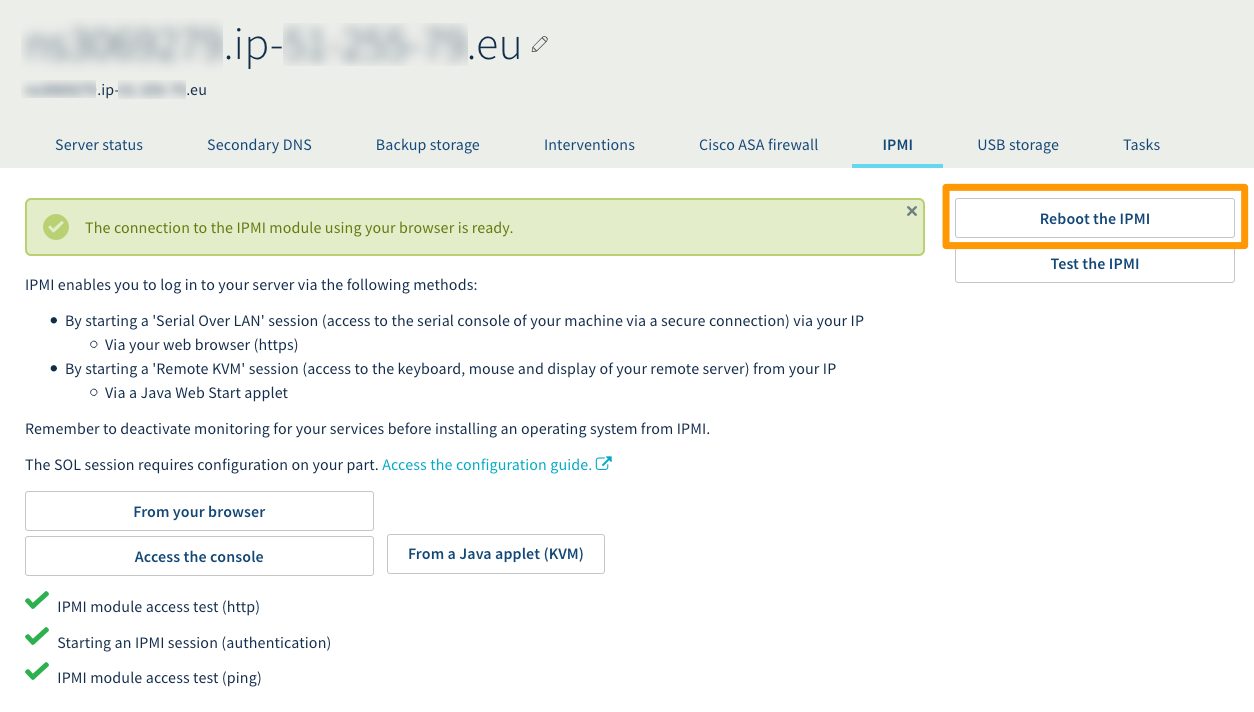 .ip- .eu
.ip- .eu
Server status Secondary DNS Backup storage Interventions Cisco ASA firewall IPMI USB storage Tasks
The connection to the IPMI module using your browser is ready.
Reboot the IPMI
Test the IPMI
IPMI enables you to log in to your server via the following methods:
By starting a 'Serial Over LAN' session (access to the serial console of your machine via a secure connection) via your IP
Via your web browser (https)
By starting a 'Remote KVM' session (access to the keyboard, mouse and display of your remote server) from your IP
Via a Java Web Start applet
Remember to deactivate monitoring for your services before installing an operating system from IPMI.
The SOL session requires configuration on your part. Access the configuration guide.
From your browser
Access the console
From a Java applet (KVM)
IPMI module access test (http)
Starting an IPMI session (authentication)
IPMI module access test (ping)